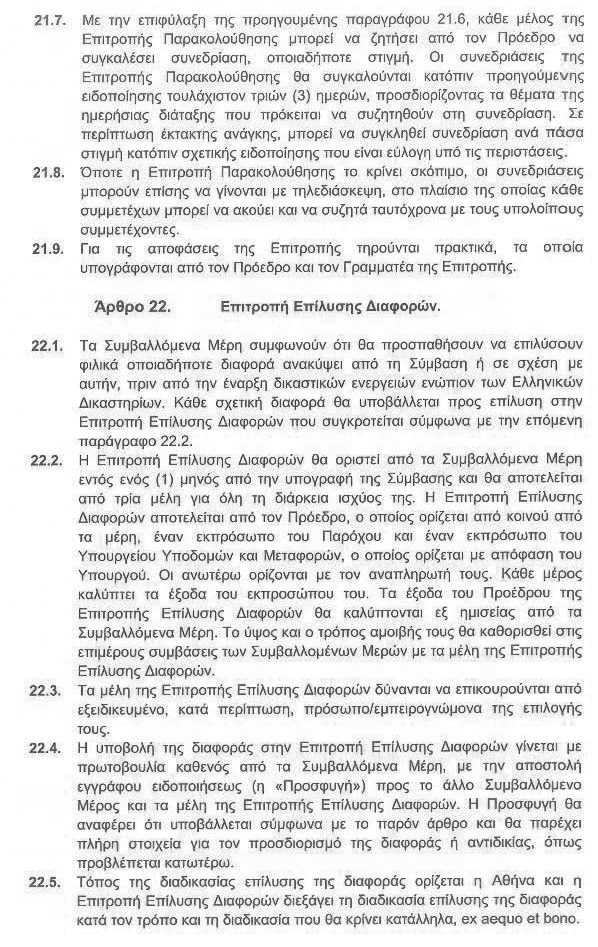 21.7. Με την επιφύλαξη της προηγουμένης παραγράφου 21.6, κάθε μέλος της
Επιτροπής Παρακολούθησης μπορεί να ζητήσει από τον Πρόεδρο να
συγκαλέσει συνεδρίαση, οποιαδήποτε στιγμή. Οι συνεδριάσεις της
Επιτροπής Παρακολούθησης θα συγκαλούνται κατόπιν προηγούμενης
ειδοποίησης τουλάχιστον τριών (3) ημερών, προσδιορίζοντας τα θέματα της
ημερήσιας διάταξης που πρόκειται να συζητηθούν στη συνεδρίαση. Σε
περίπτωση έκτακτης ανάγκης, μπορεί να συγκληθεί συνεδρίαση ανά πάσα
στιγμή κατόπιν σχετικής ειδοποίησης που είναι εύλογη υπό τις περιστάσεις.
21.8. Όποτε η Επιτροπή Παρακολούθησης το κρίνει σκόπιμο, οι συνεδριάσεις
μπορούν επίσης να γίνονται με τηλεδιάσκεψη, στο πλαίσιο της οποίας κάθε
συμμετέχων μπορεί να ακούει και να συζητά ταυτόχρονα με τους υπολοίπους
συμμετέχοντες.
21.9. Για τις αποφάσεις της Επιτροπής τηρούνται πρακτικά, τα οποία
υπογράφονται από τον Πρόεδρο και τον Γραμματέα της Επιτροπής.
Άρθρο 22. Επιτροπή Επίλυσης Διαφορών.
22.1. Τα Συμβαλλόμενα Μέρη συμφωνούν ότι θα προσπαθήσουν να επιλύσουν
φιλικά οποιαδήποτε διαφορά ανακύψει από τη Σύμβαση ή σε σχέση με
αυτήν, πριν από την έναρξη δικαστικών ενεργειών ενώπιον των Ελληνικών
Δικαστηρίων. Κάθε σχετική διαφορά θα υποβάλλεται προς επίλυση στην
Επιτροπή Επίλυσης Διαφορών που συγκροτείται σύμφωνα με την επόμενη
παράγραφο 22.2.
22.2. Η Επιτροπή Επίλυσης Διαφορών θα οριστεί από τα Συμβαλλόμενα Μέρη
εντός ενός (1) μηνός από την υπογραφή της Σύμβασης και θα αποτελείται
από τρία μέλη για όλη τη διάρκεια ισχύος της. Η Επιτροπή Επίλυσης
Διαφορών αποτελείται από τον Πρόεδρο, ο οποίος ορίζεται από κοινού από
τα μέρη, έναν εκπρόσωπο του Παρόχου και έναν εκπρόσωπο του
Υπουργείου Υποδομών και Μεταφορών, ο οποίος ορίζεται με απόφαση του
Υπουργού. Οι ανωτέρω ορίζονται με τον αναπληρωτή τους. Κάθε μέρος
καλύπτει τα έξοδα του εκπροσώπου του. Τα έξοδα του Προέδρου της
Επιτροπής Επίλυσης Διαφορών θα καλύπτονται εξ ημισείας από τα
Συμβαλλόμενα Μέρη. Το ύψος και ο τρόπος αμοιβής τους θα καθορισθεί στις
επιμέρους συμβάσεις των Συμβαλλομένων Μερών με τα μέλη της Επιτροπής
Επίλυσης Διαφορών.
22.3. Τα μέλη της Επιτροπής Επίλυσης Διαφορών δύνανται να επικουρούνται από
εξειδικευμένο, κατά περίπτωση, πρόσωπο/εμπειρογνώμονα της επιλογής
τους.
22.4. Η υποβολή της διαφοράς στην Επιτροπή Επίλυσης Διαφορών γίνεται με
πρωτοβουλία καθενός από τα Συμβαλλόμενα Μέρη, με την αποστολή
εγγράφου ειδοποιήσεως (η «Προσφυγή») προς το άλλο Συμβαλλόμενο
Μέρος και τα μέλη της Επιτροπής Επίλυσης Διαφορών. Η Προσφυγή θα
αναφέρει ότι υποβάλλεται σύμφωνα με το παρόν άρθρο και θα παρέχει
πλήρη στοιχεία για τον προσδιορισμό της διαφοράς ή αντιδικίας, όπως
προβλέπεται κατωτέρω.
22.5. Τόπος της διαδικασίας επίλυσης της διαφοράς ορίζεται η Αθήνα και η
Επιτροπή Επίλυσης Διαφορών διεξάγει τη διαδικασία επίλυσης της διαφοράς
κατά τον τρόπο και τη διαδικασία που θα κρίνει κατάλληλα, ex aequo et bono.